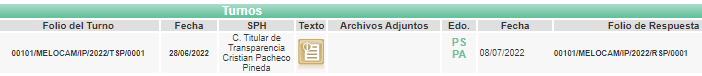 Turnos
Folio del Turno Fecha SPH Texto Archivos Adjuntos Edo. Fecha Folio de Respuesta
00101/MELOCAM/IP/2022/TSP/0001 28/06/2022 C. Titular de Transparencia Cristian Pacheco Pineda PS PA 08/07/2022 00101/MELOCAM/IP/2022/RSP/0001